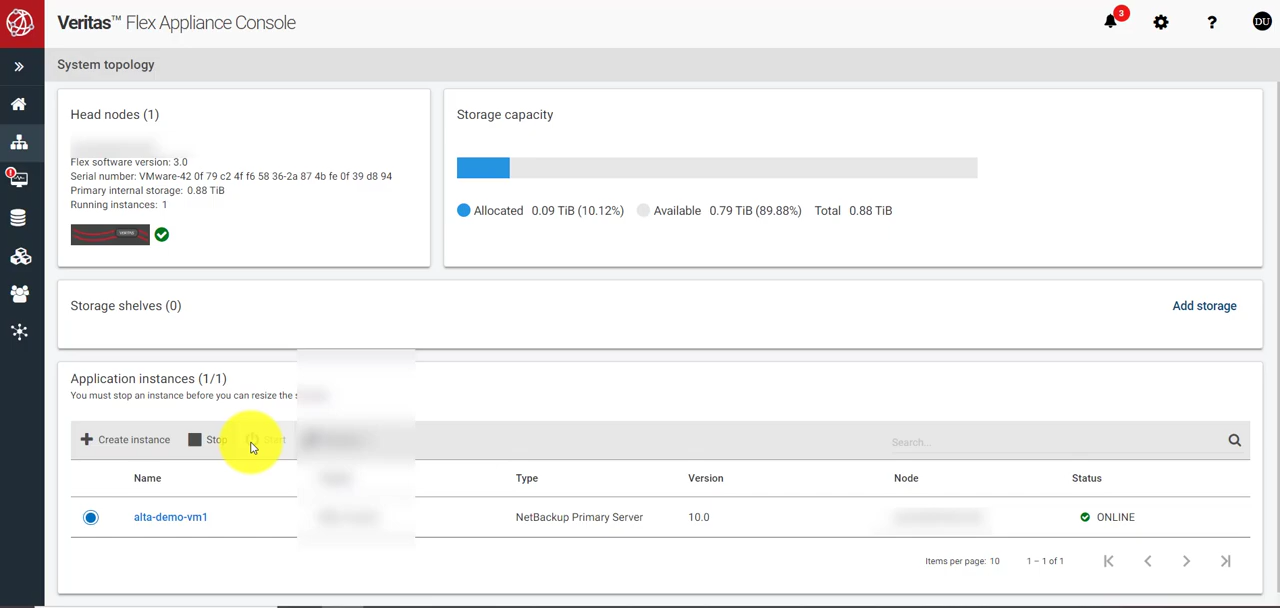 Veritas™ Flex Appliance Console
3
DU
System topology
Head nodes (1)
Flex software version: 3.0
Serial number: VMware-42 0f 79 c2 4f f6 58 36-2a 87 4b fe 0f 39 d8 94
Primary internal storage: 0.88 TiB
Running instances: 1
VERITAS
Storage capacity
Allocated 0.09 TiB (10.12%) Available 0.79 TiB (89.88%) Total 0.88 TiB
Storage shelves (0)
Add storage
Application instances (1/1)
You must stop an instance before you can resize the
Create instance Stop Start
Search...
Name Type Version Node Status
alta-demo-vm1 NetBackup Primary Server 10.0 ONLINE
Items per page: 10 1 – 1 of 1